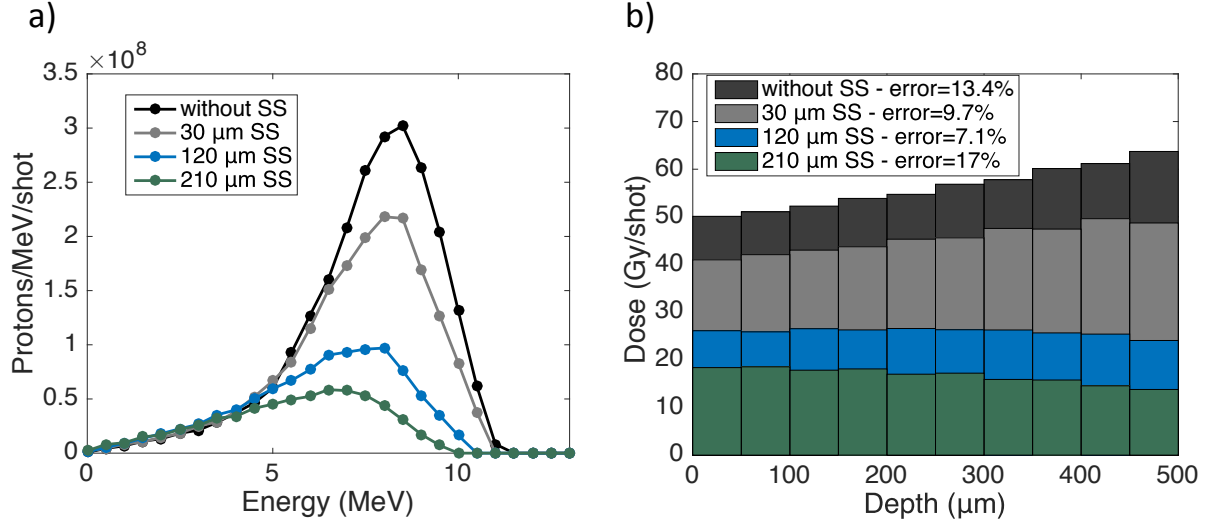 a)
×10⁸
3.5
3
2.5
2
1.5
1
0.5
0
Protons/MeV/shot
without SS
30 µm SS
120 µm SS
210 µm SS
0
5
10
Energy (MeV)
b)
80
70
60
50
40
30
20
10
0
Dose (Gy/shot)
without SS - error=13.4%
30 µm SS - error=9.7%
120 µm SS - error=7.1%
210 µm SS - error=17%
0
100
200
300
400
500
Depth (µm)